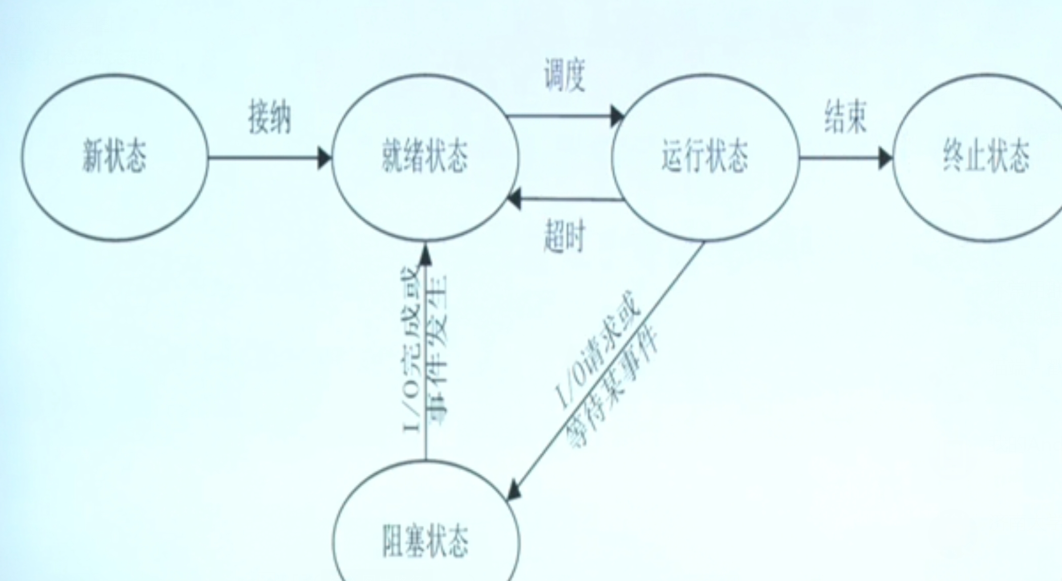 调度
接纳
结束
新状态
就绪状态
运行状态
终止状态
超时
I/O完成或
事件发生
I/O请求或
等待某事件
阻塞状态